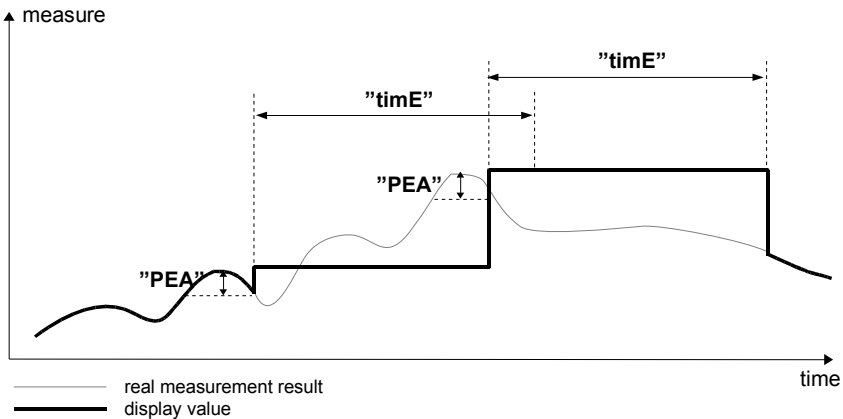 measure
”timE”
”timE”
”PEA”
”PEA”
time
real measurement result
display value